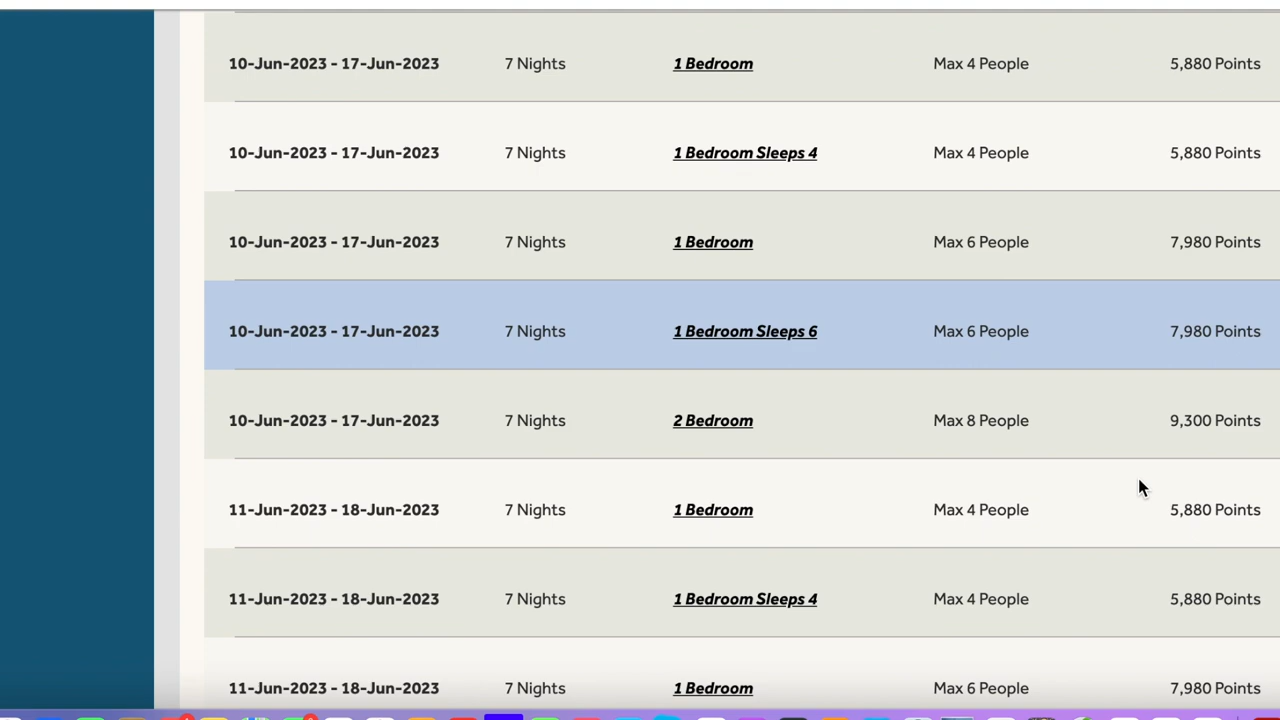 10-Jun-2023 - 17-Jun-2023 7 Nights 1 Bedroom Max 4 People 5,880 Points
10-Jun-2023 - 17-Jun-2023 7 Nights 1 Bedroom Sleeps 4 Max 4 People 5,880 Points
10-Jun-2023 - 17-Jun-2023 7 Nights 1 Bedroom Max 6 People 7,980 Points
10-Jun-2023 - 17-Jun-2023 7 Nights 1 Bedroom Sleeps 6 Max 6 People 7,980 Points
10-Jun-2023 - 17-Jun-2023 7 Nights 2 Bedroom Max 8 People 9,300 Points
11-Jun-2023 - 18-Jun-2023 7 Nights 1 Bedroom Max 4 People 5,880 Points
11-Jun-2023 - 18-Jun-2023 7 Nights 1 Bedroom Sleeps 4 Max 4 People 5,880 Points
11-Jun-2023 - 18-Jun-2023 7 Nights 1 Bedroom Max 6 People 7,980 Points